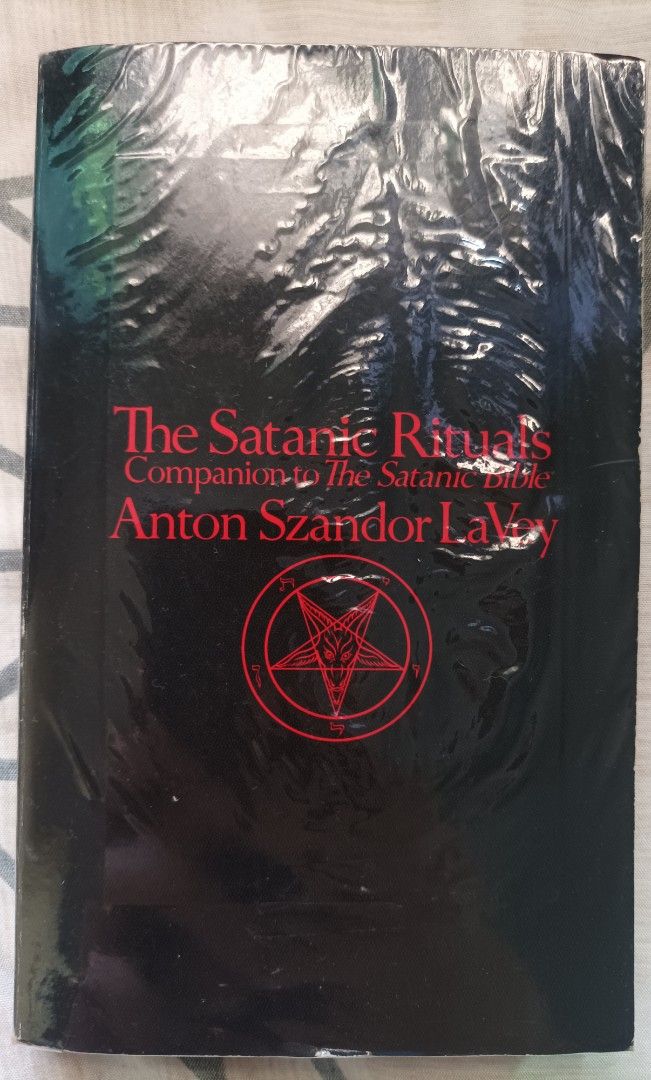 The Satanic Rituals
Companion to The Satanic Bible
Anton Szandor LaVey
ת י
ן ו
ל